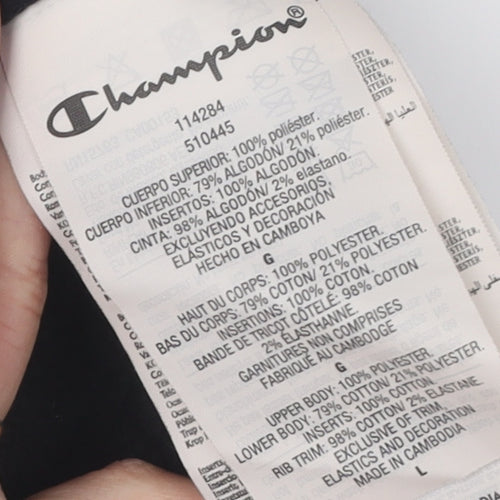 Champion
114284
510445
CUERPO SUPERIOR: 100% poliéster.
CUERPO INFERIOR: 79% ALGODÓN/ 21% poliéster.
INSERTOS: 100% ALGODÓN.
CINTA: 98% ALGODÓN/ 2% elastano.
EXCLUYENDO ACCESORIOS,
ELÁSTICOS Y DECORACIÓN
HECHO EN CAMBOYA
G
HAUT DU CORPS: 100% POLYESTER.
BAS DU CORPS: 79% COTON/ 21% POLYESTER.
INSERTIONS: 100% COTON.
BANDE DE TRICOT CÔTELÉ: 98% COTON
2% ÉLASTHANNE.
GARNITURES NON COMPRISES
FABRIQUÉ AU CAMBODGE
G
UPPER BODY: 100% POLYESTER.
LOWER BODY: 79% COTTON/ 21% POLYESTER.
INSERTS: 100% COTTON.
RIB TRIM: 98% COTTON/ 2% ELASTANE
EXCLUSIVE OF TRIM,
ELASTICS AND DECORATION
MADE IN CAMBODIA
L